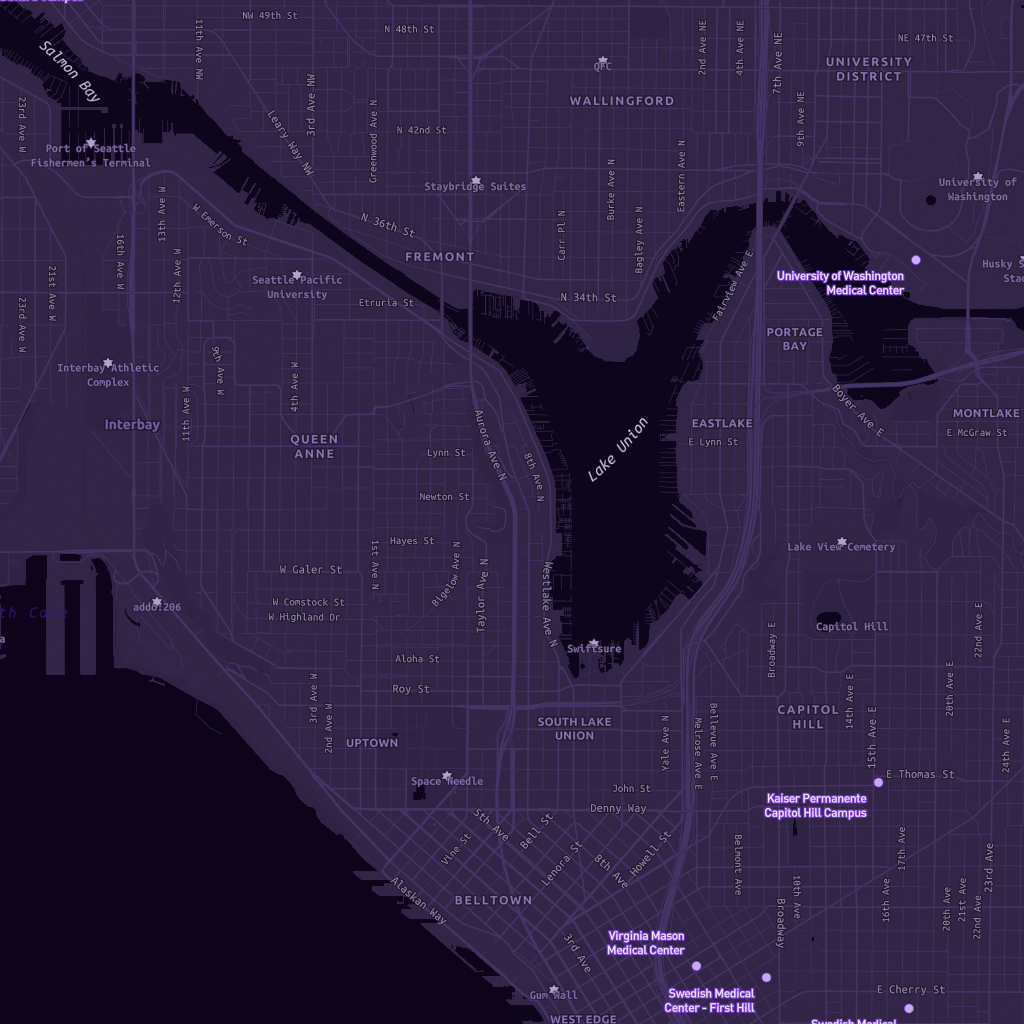 Salmon Bay
NW 49th St
N 48th St
11th Ave NW
2nd Ave NE
4th Ave NE
7th Ave NE
NE 47th St
UNIVERSITY
DISTRICT
QFC
WALLINGFORD
23rd Ave W
3rd Ave NW
Leary Way NW
Greenwood Ave N
N 42nd St
9th Ave NE
Port of Seattle
Fishermen's Terminal
Staybridge Suites
Burke Ave N
Eastern Ave N
University of
Washington
13th Ave W
W Emerson St
N 36th St
Carr Pl N
Bagley Ave N
16th Ave W
12th Ave W
FREMONT
Fairview Ave E
University of Washington
Medical Center
Husky
21st Ave W
Seattle Pacific
University
Etruria St
N 34th St
23rd Ave W
PORTAGE
BAY
Interbay Athletic
Complex
9th Ave W
4th Ave W
11th Ave W
Interbay
QUEEN
ANNE
Lynn St
Aurora Ave N
8th Ave N
Lake Union
EASTLAKE
E Lynn St
Boyer Ave E
MONTLAKE
E McGraw St
Newton St
Hayes St
1st Ave N
Bigelow Ave N
Taylor Ave N
Westlake Ave N
Lake View Cemetery
W Galer St
W Comstock St
W Highland Dr
addo:206
Capitol Hill
Broadway E
22nd Ave E
Swiftsure
Aloha St
Roy St
3rd Ave W
2nd Ave W
UPTOWN
SOUTH LAKE
UNION
Yale Ave N
Melrose Ave E
Bellevue Ave E
CAPITOL
HILL
14th Ave E
15th Ave E
20th Ave E
24th Ave E
Space Needle
John St
Denny Way
E Thomas St
Kaiser Permanente
Capitol Hill Campus
5th Ave
Bell St
Vine St
Lenora St
8th Ave
Howell St
Belmont Ave
17th Ave
23rd Ave
Alaskan Way
BELLTOWN
10th Ave
16th Ave
20th Ave
21st Ave
22nd Ave
Broadway
3rd Ave
Virginia Mason
Medical Center
Swedish Medical
Center - First Hill
E Cherry St
Gum Wall
WEST EDGE
Swedish Medical